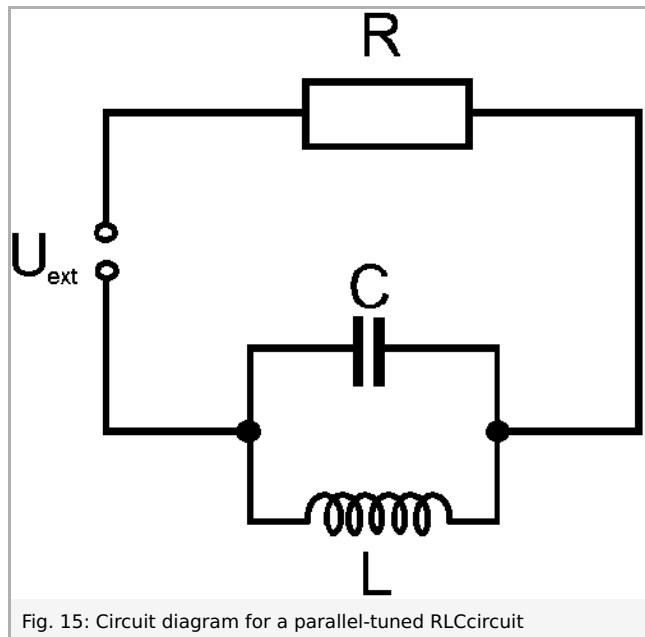 R
U ext
C
L
Fig. 15: Circuit diagram for a parallel-tuned RLCcircuit